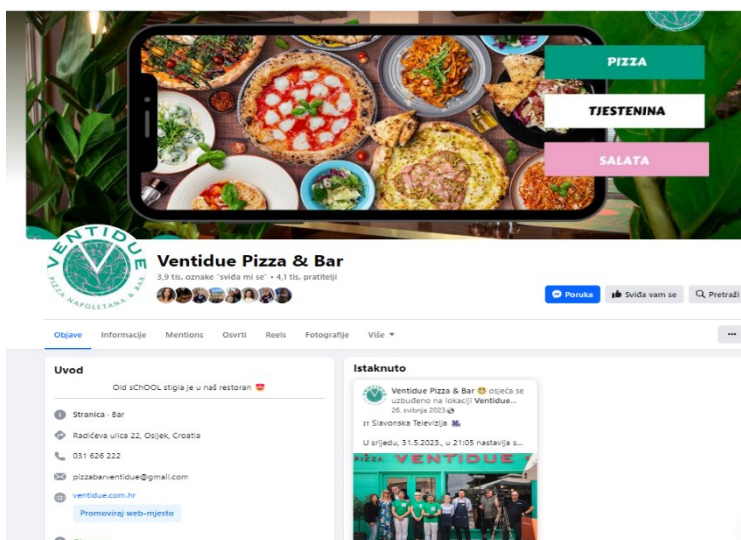 PIZZA
TJESTENINA
SALATA
VENTIDUE
PIZZA NAPOLETANA & BAR
Ventidue Pizza & Bar
3,9 tis. oznake "sviđa mi se" • 4,1 tis. pratitelji
Poruka
Sviđa vam se
Pretraži
Objave
Informacije
Mentions
Osvrti
Reels
Fotografije
Više
Uvod
Old sChOOL stigla je u naš restoran 😍
Stranica · Bar
Radićeva ulica 22, Osijek, Croatia
031 626 222
pizzabarventidue@gmail.com
ventidue.com.hr
Promoviraj web-mjesto
Istaknuto
Ventidue Pizza & Bar 😊 osjeća se
uzbuđeno na lokaciji Ventidue...
26. svibnja 2023.
Slavonska Televizija
U srijedu, 31.5.2023., u 21:05 nastavlja s...
PIZZA VENTIDUE